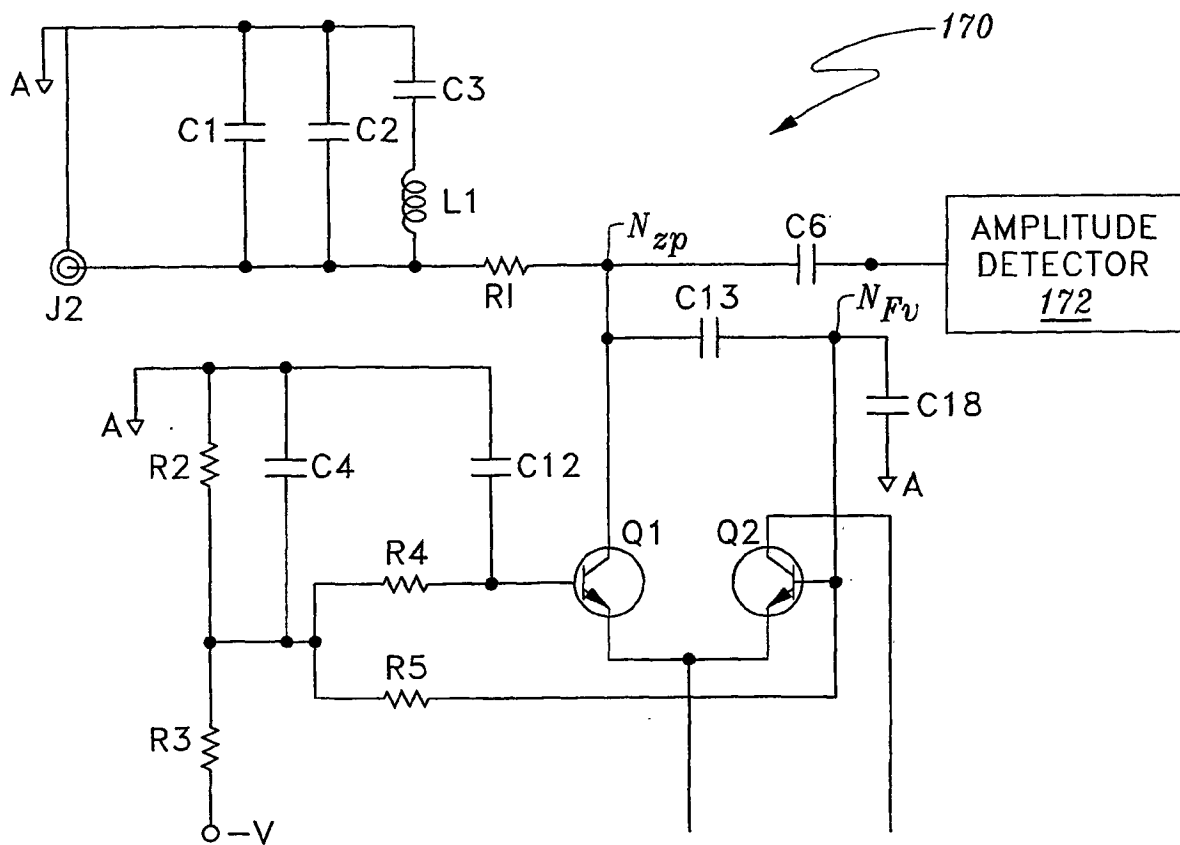 170
A
C1
C2
C3
L1
J2
R1
N_zp
C6
AMPLITUDE
DETECTOR
172
C13
N_Fv
C18
A
A
R2
C4
C12
Q1
Q2
R4
R5
R3
-V